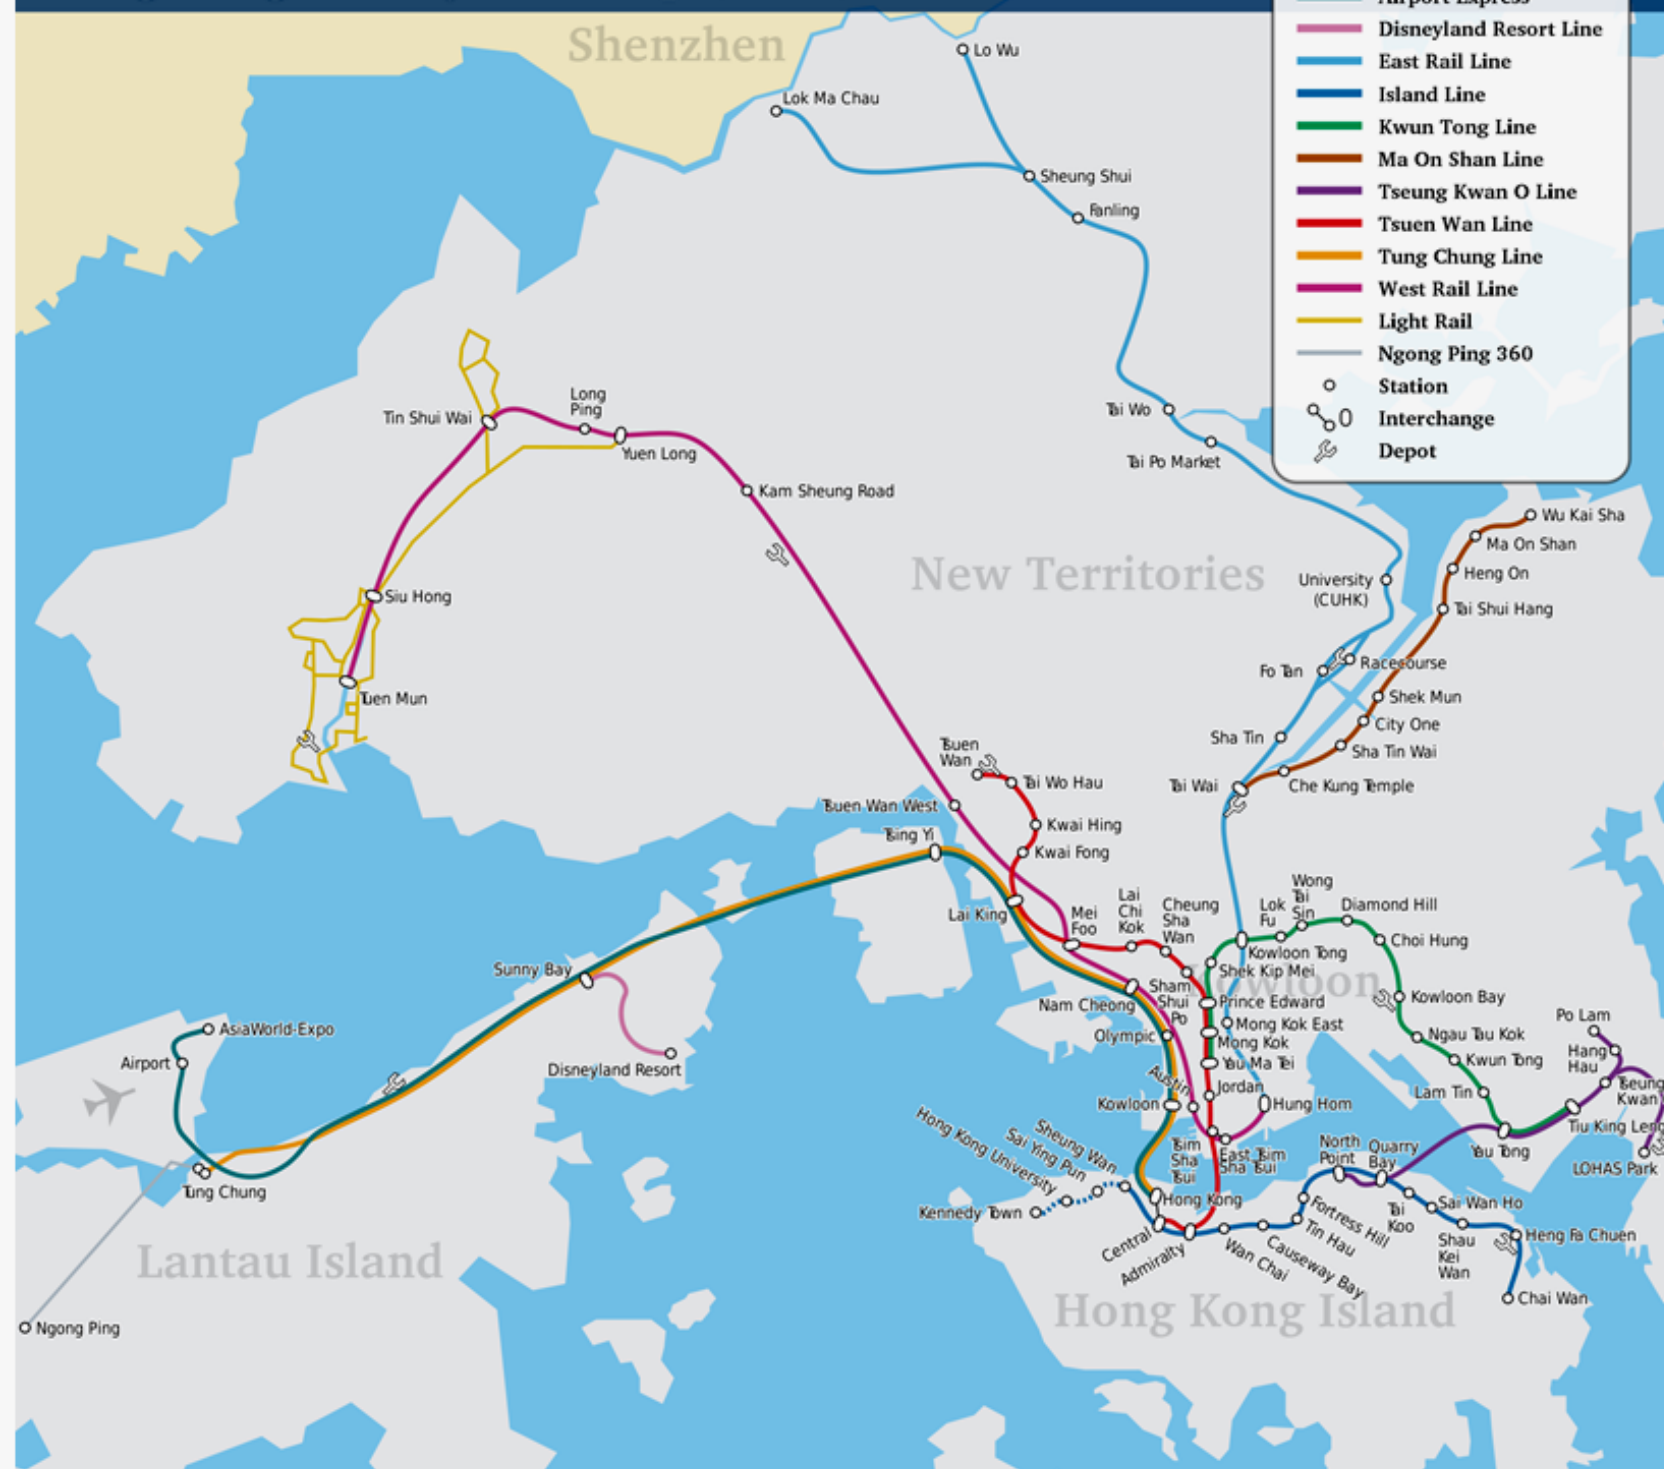 Shenzhen
Airport Express
Disneyland Resort Line
East Rail Line
Island Line
Kwun Tong Line
Ma On Shan Line
Tseung Kwan O Line
Tsuen Wan Line
Tung Chung Line
West Rail Line
Light Rail
Ngong Ping 360
Station
Interchange
Depot
Lo Wu
Lok Ma Chau
Sheung Shui
Fanling
Tai Wo
Tai Po Market
Long
Ping
Tin Shui Wai
Yuen Long
Kam Sheung Road
New Territories
University
(CUHK)
Wu Kai Sha
Ma On Shan
Heng On
Tai Shui Hang
Siu Hong
Tuen Mun
Fo Tan
Racecourse
Shek Mun
City One
Sha Tin
Sha Tin Wai
Tai Wai
Che Kung Temple
Tsuen
Wan
Tai Wo Hau
Tsuen Wan West
Kwai Hing
Tsing Yi
Kwai Fong
Lai King
Mei
Foo
Lai
Chi
Kok
Cheung
Sha
Wan
Lok
Fu
Wong
Tai
Sin
Diamond Hill
Choi Hung
Kowloon Tong
Shek Kip Mei
Kowloon
Sham
Shui
Po
Prince Edward
Kowloon Bay
Nam Cheong
Mong Kok East
Olympic
Mong Kok
Ngau Tau Kok
Po Lam
Yau Ma Tei
Kwun Tong
Hang
Hau
Austin
Jordan
Lam Tin
Tseung
Kwan
Kowloon
Hung Hom
Tiu King Leng
Sunny Bay
Disneyland Resort
AsiaWorld-Expo
Airport
Tung Chung
Lantau Island
Ngong Ping
Tsim
Sha
Tsui
East Tsim
Sha Tsui
North
Point
Quarry
Bay
Yau Tong
LOHAS Park
Sheung Wan
Sai Ying Pun
Hong Kong University
Kennedy Town
Hong Kong
Central
Admiralty
Wan Chai
Causeway Bay
Tin Hau
Fortress Hill
Tai
Koo
Sai Wan Ho
Shau
Kei
Wan
Heng Fa Chuen
Chai Wan
Hong Kong Island